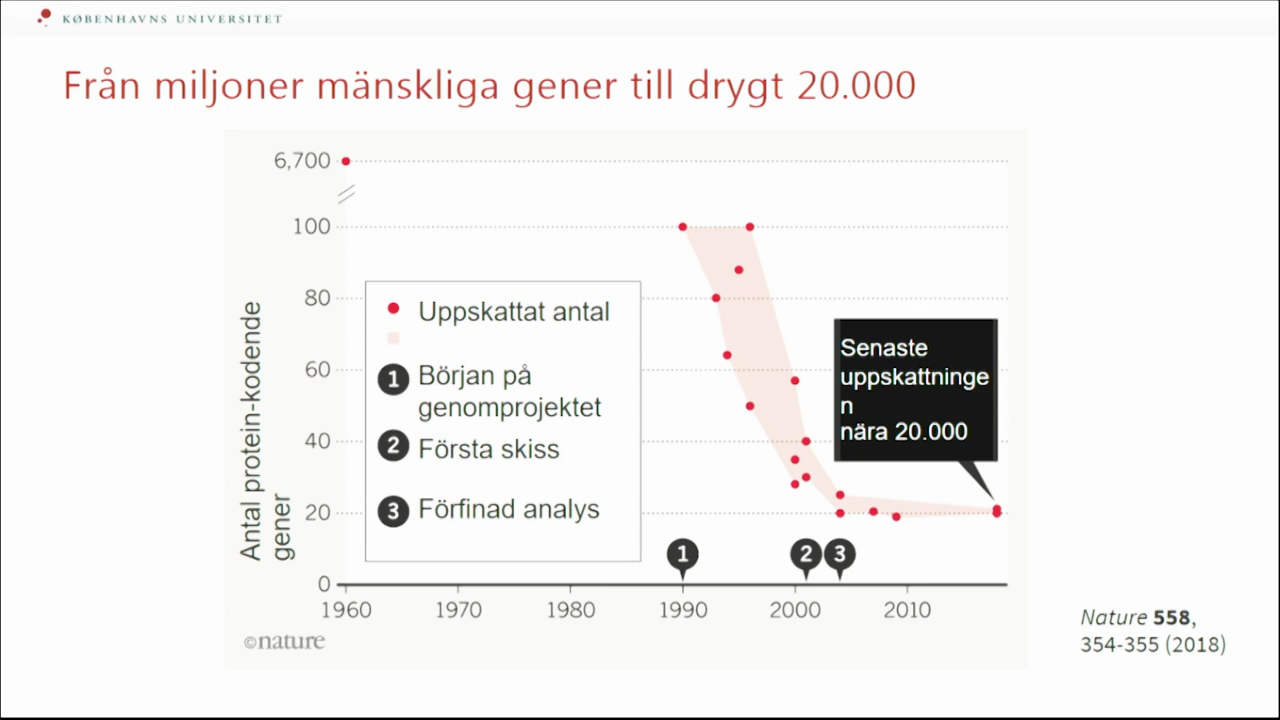 KØBENHAVNS UNIVERSITET
Från miljoner mänskliga gener till drygt 20.000
6,700
100
80
60
40
20
0
Antal protein-kodende
gener
Uppskattat antal
1 Början på
genomprojektet
2 Första skiss
3 Förfinad analys
Senaste
uppskattninge
n
nära 20.000
1 2 3
1960 1970 1980 1990 2000 2010
©nature
Nature 558,
354-355 (2018)